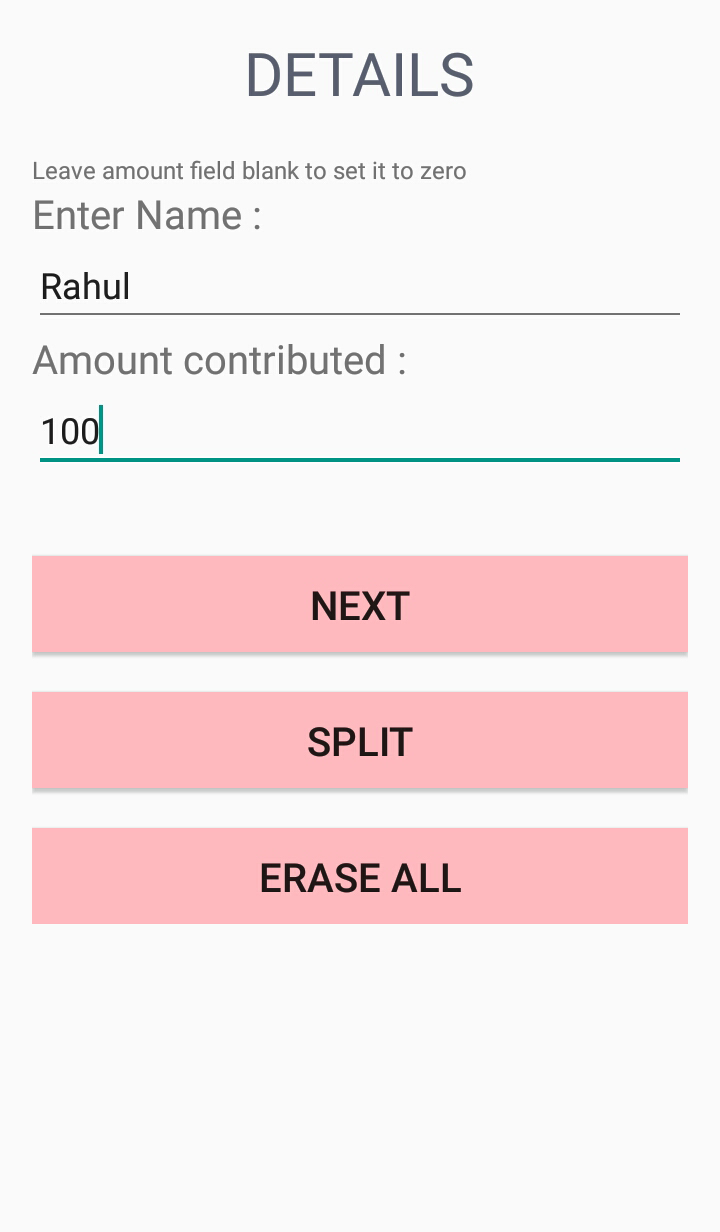 DETAILS
Leave amount field blank to set it to zero
Enter Name :
Rahul
Amount contributed :
100
NEXT
SPLIT
ERASE ALL